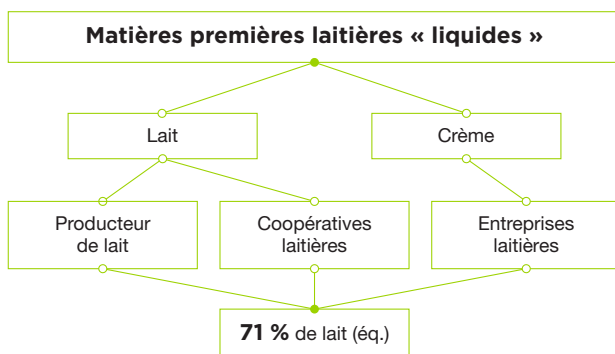 Matières premières laitières « liquides »
Lait
Crème
Producteur
de lait
Coopératives
laitières
Entreprises
laitières
71 % de lait (éq.)